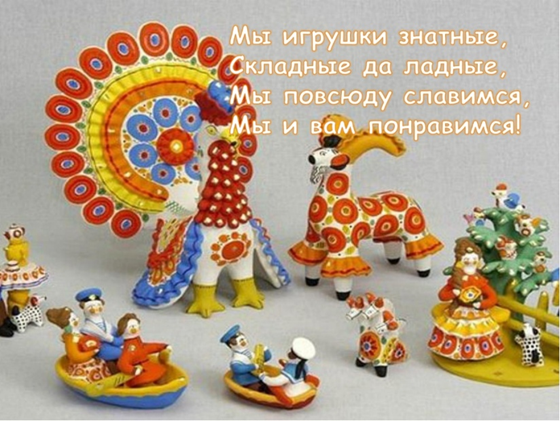 Мы игрушки знатные,
Складные да ладные,
Мы повсюду славимся,
Мы и вам понравимся!